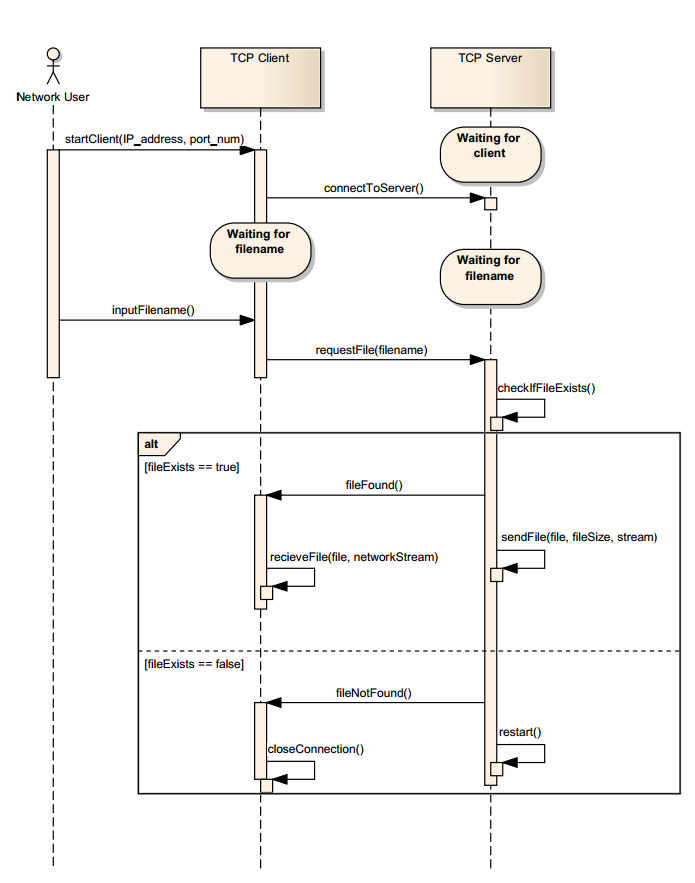 TCP Client
TCP Server
Network User
startClient(IP_address, port_num)
Waiting for
client
connectToServer()
Waiting for
filename
Waiting for
filename
inputFilename()
requestFile(filename)
checkIfFileExists()
alt
[fileExists == true]
fileFound()
sendFile(file, fileSize, stream)
recieveFile(file, networkStream)
[fileExists == false]
fileNotFound()
restart()
closeConnection()